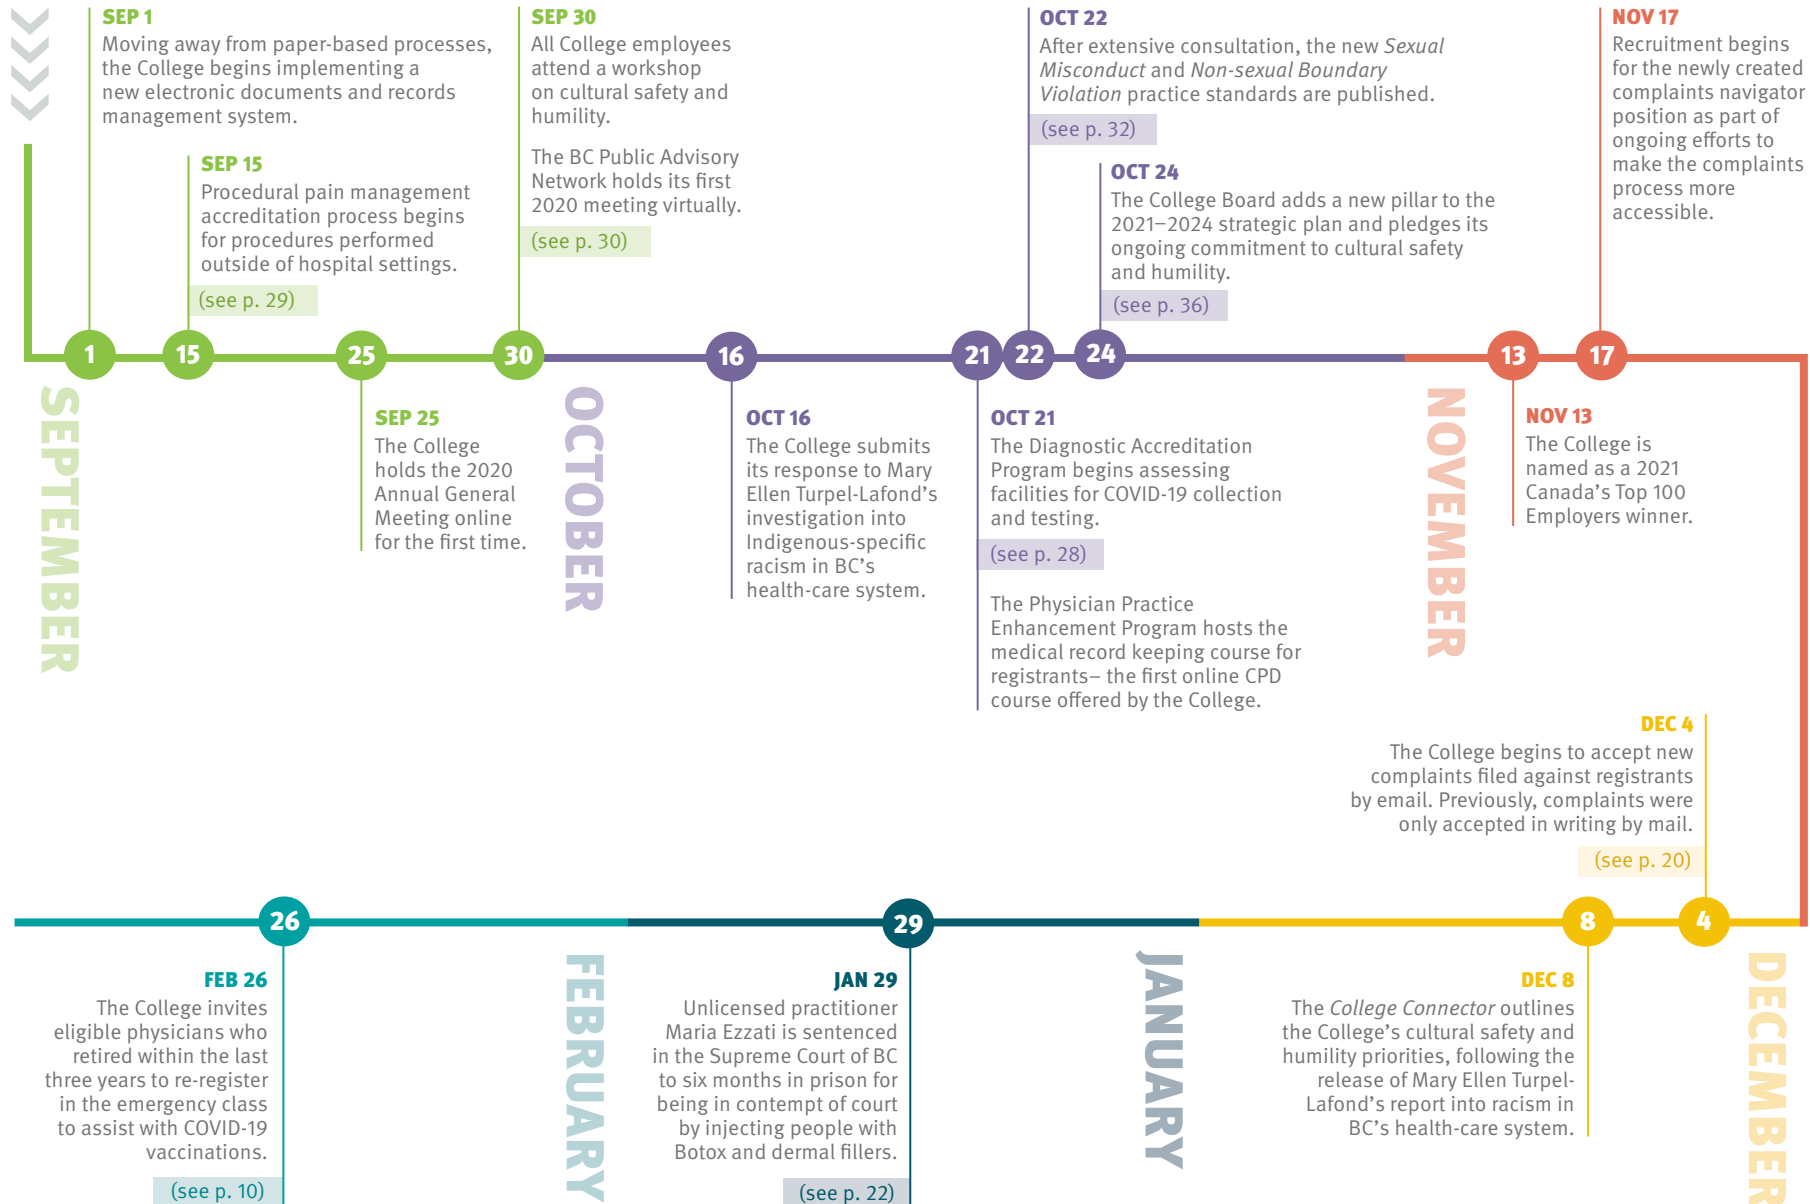 SEP 1
Moving away from paper-based processes,
the College begins implementing a
new electronic documents and records
management system.
SEP 15
Procedural pain management
accreditation process begins
for procedures performed
outside of hospital settings.
(see p. 29)
SEP 30
All College employees
attend a workshop
on cultural safety and
humility.
The BC Public Advisory
Network holds its first
2020 meeting virtually.
(see p. 30)
OCT 22
After extensive consultation, the new Sexual
Misconduct and Non-sexual Boundary
Violation practice standards are published.
(see p. 32)
OCT 24
The College Board adds a new pillar to the
2021–2024 strategic plan and pledges its
ongoing commitment to cultural safety
and humility.
(see p. 36)
NOV 17
Recruitment begins
for the newly created
complaints navigator
position as part of
ongoing efforts to
make the complaints
process more
accessible.
1
15
25
30
16
21
22
24
13
17
SEPTEMBER
SEP 25
The College
holds the 2020
Annual General
Meeting online
for the first time.
OCTOBER
OCT 16
The College submits
its response to Mary
Ellen Turpel-Lafond’s
investigation into
Indigenous-specific
racism in BC’s
health-care system.
OCT 21
The Diagnostic Accreditation
Program begins assessing
facilities for COVID-19 collection
and testing.
(see p. 28)
The Physician Practice
Enhancement Program hosts the
medical record keeping course for
registrants– the first online CPD
course offered by the College.
NOVEMBER
NOV 13
The College is
named as a 2021
Canada’s Top 100
Employers winner.
DEC 4
The College begins to accept new
complaints filed against registrants
by email. Previously, complaints were
only accepted in writing by mail.
(see p. 20)
26
29
8
4
FEB 26
The College invites
eligible physicians who
retired within the last
three years to re-register
in the emergency class
to assist with COVID-19
vaccinations.
(see p. 10)
FEBRUARY
JAN 29
Unlicensed practitioner
Maria Ezzati is sentenced
in the Supreme Court of BC
to six months in prison for
being in contempt of court
by injecting people with
Botox and dermal fillers.
(see p. 22)
JANUARY
DEC 8
The College Connector outlines
the College’s cultural safety and
humility priorities, following the
release of Mary Ellen Turpel-
Lafond’s report into racism in
BC’s health-care system.
DECEMBER